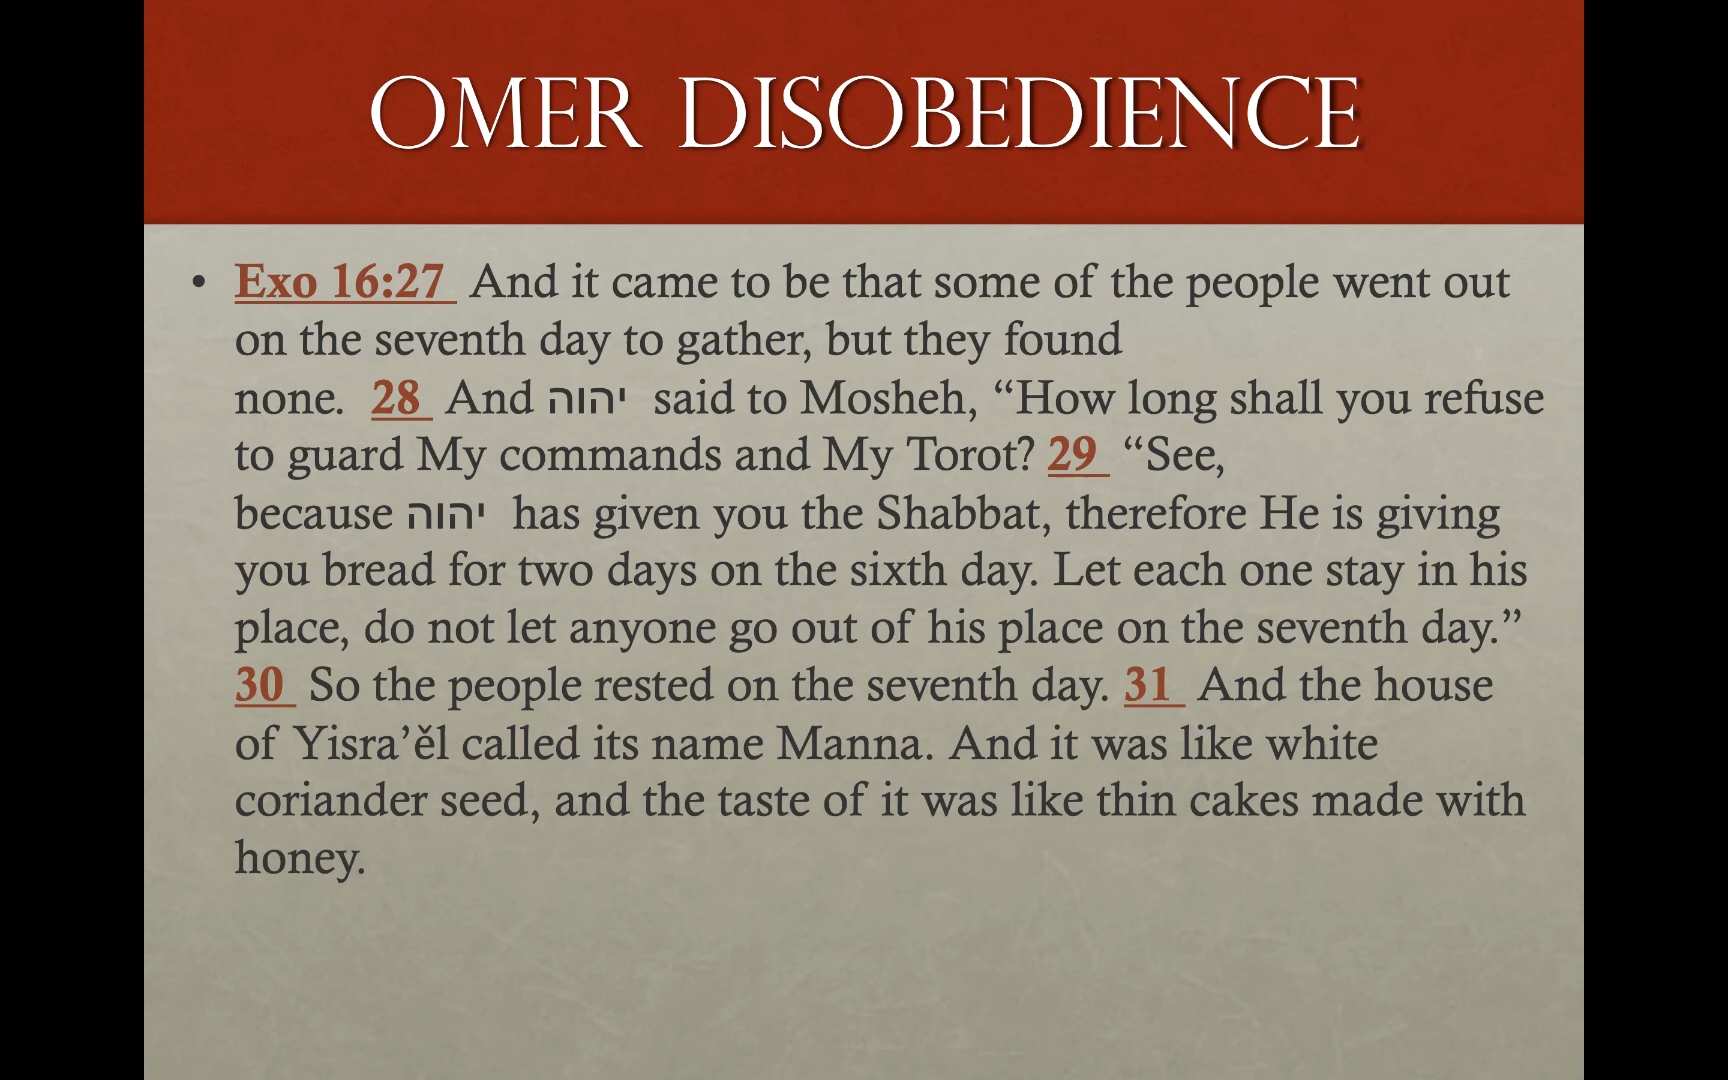 OMER DISOBEDIENCE
• Exo 16:27 And it came to be that some of the people went out
on the seventh day to gather, but they found
none. 28 And יהוה said to Mosheh, “How long shall you refuse
to guard My commands and My Torot? 29 “See,
because יהוה has given you the Shabbat, therefore He is giving
you bread for two days on the sixth day. Let each one stay in his
place, do not let anyone go out of his place on the seventh day.”
30 So the people rested on the seventh day. 31 And the house
of Yisra’ěl called its name Manna. And it was like white
coriander seed, and the taste of it was like thin cakes made with
honey.